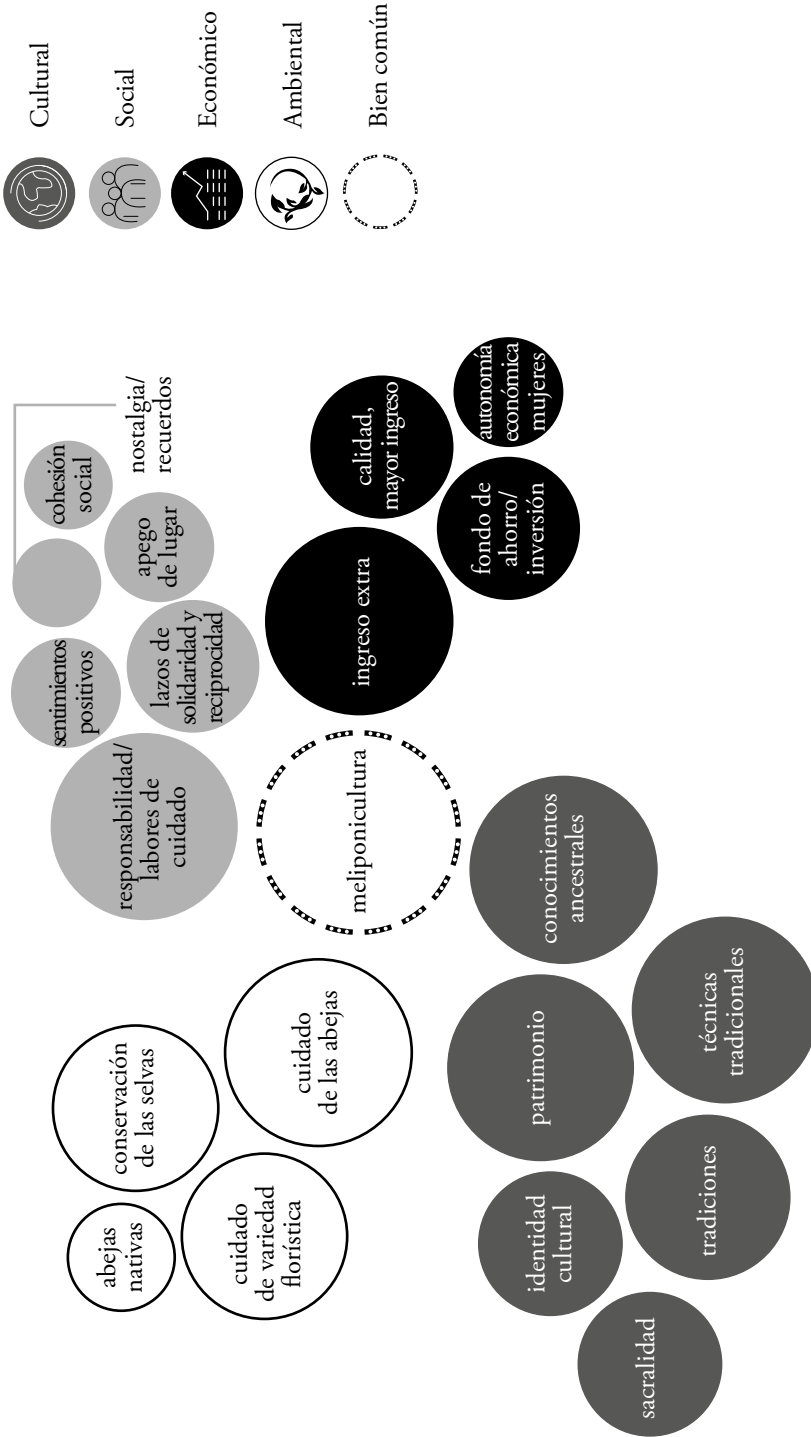 abejas
nativas
conservación
de las selvas
cuidado
de variedad
florística
cuidado
de las abejas
responsabilidad/
labores de
cuidado
sentimientos
positivos
lazos de
solidaridad y
reciprocidad
apego
de lugar
cohesión
social
nostalgia/
recuerdos
meliponicultura
ingreso extra
calidad,
mayor ingreso
fondo de
ahorro/
inversión
autonomía
económica
mujeres
sacralidad
identidad
cultural
tradiciones
patrimonio
técnicas
tradicionales
conocimientos
ancestrales
Cultural
Social
Económico
Ambiental
Bien común